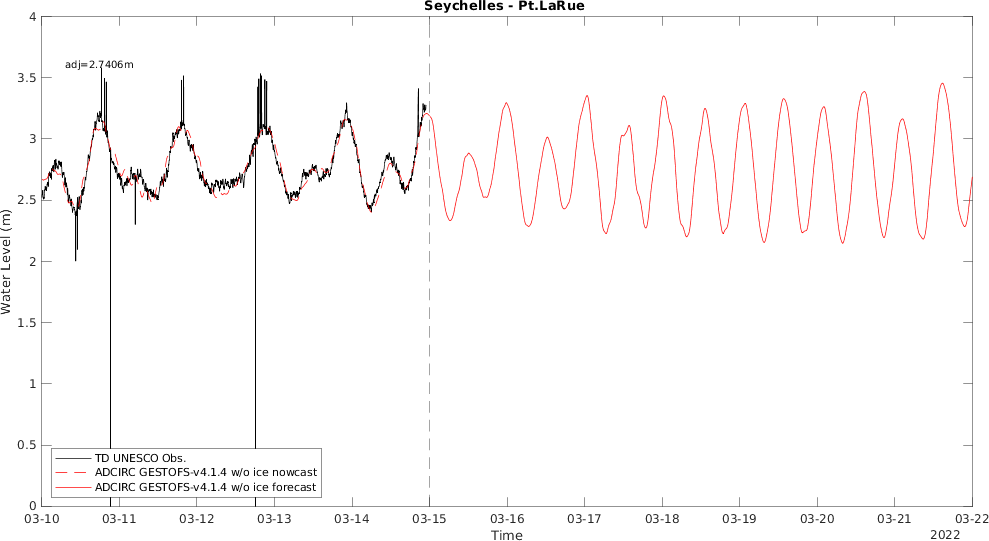 Seychelles - Pt.LaRue
adj=2.7406m
4
3.5
3
2.5
2
1.5
1
0.5
0
Water Level (m)
TD UNESCO Obs.
ADCIRC GESTOFS-v4.1.4 w/o ice nowcast
ADCIRC GESTOFS-v4.1.4 w/o ice forecast
03-10 03-11 03-12 03-13 03-14 03-15 03-16 03-17 03-18 03-19 03-20 03-21 03-22
Time
2022